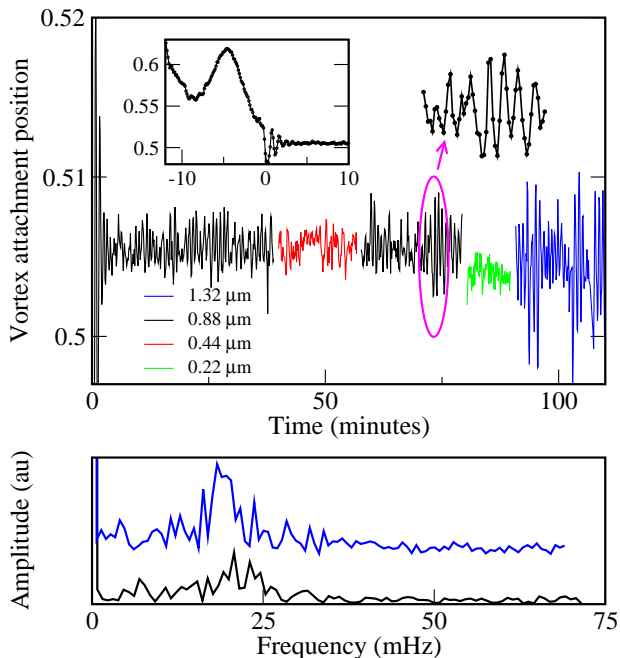 0.52
0.51
0.5
Vortex attachment position
0.6
0.55
0.5
-10
0
10
1.32 µm
0.88 µm
0.44 µm
0.22 µm
0
50
100
Time (minutes)
Amplitude (au)
0
25
50
75
Frequency (mHz)